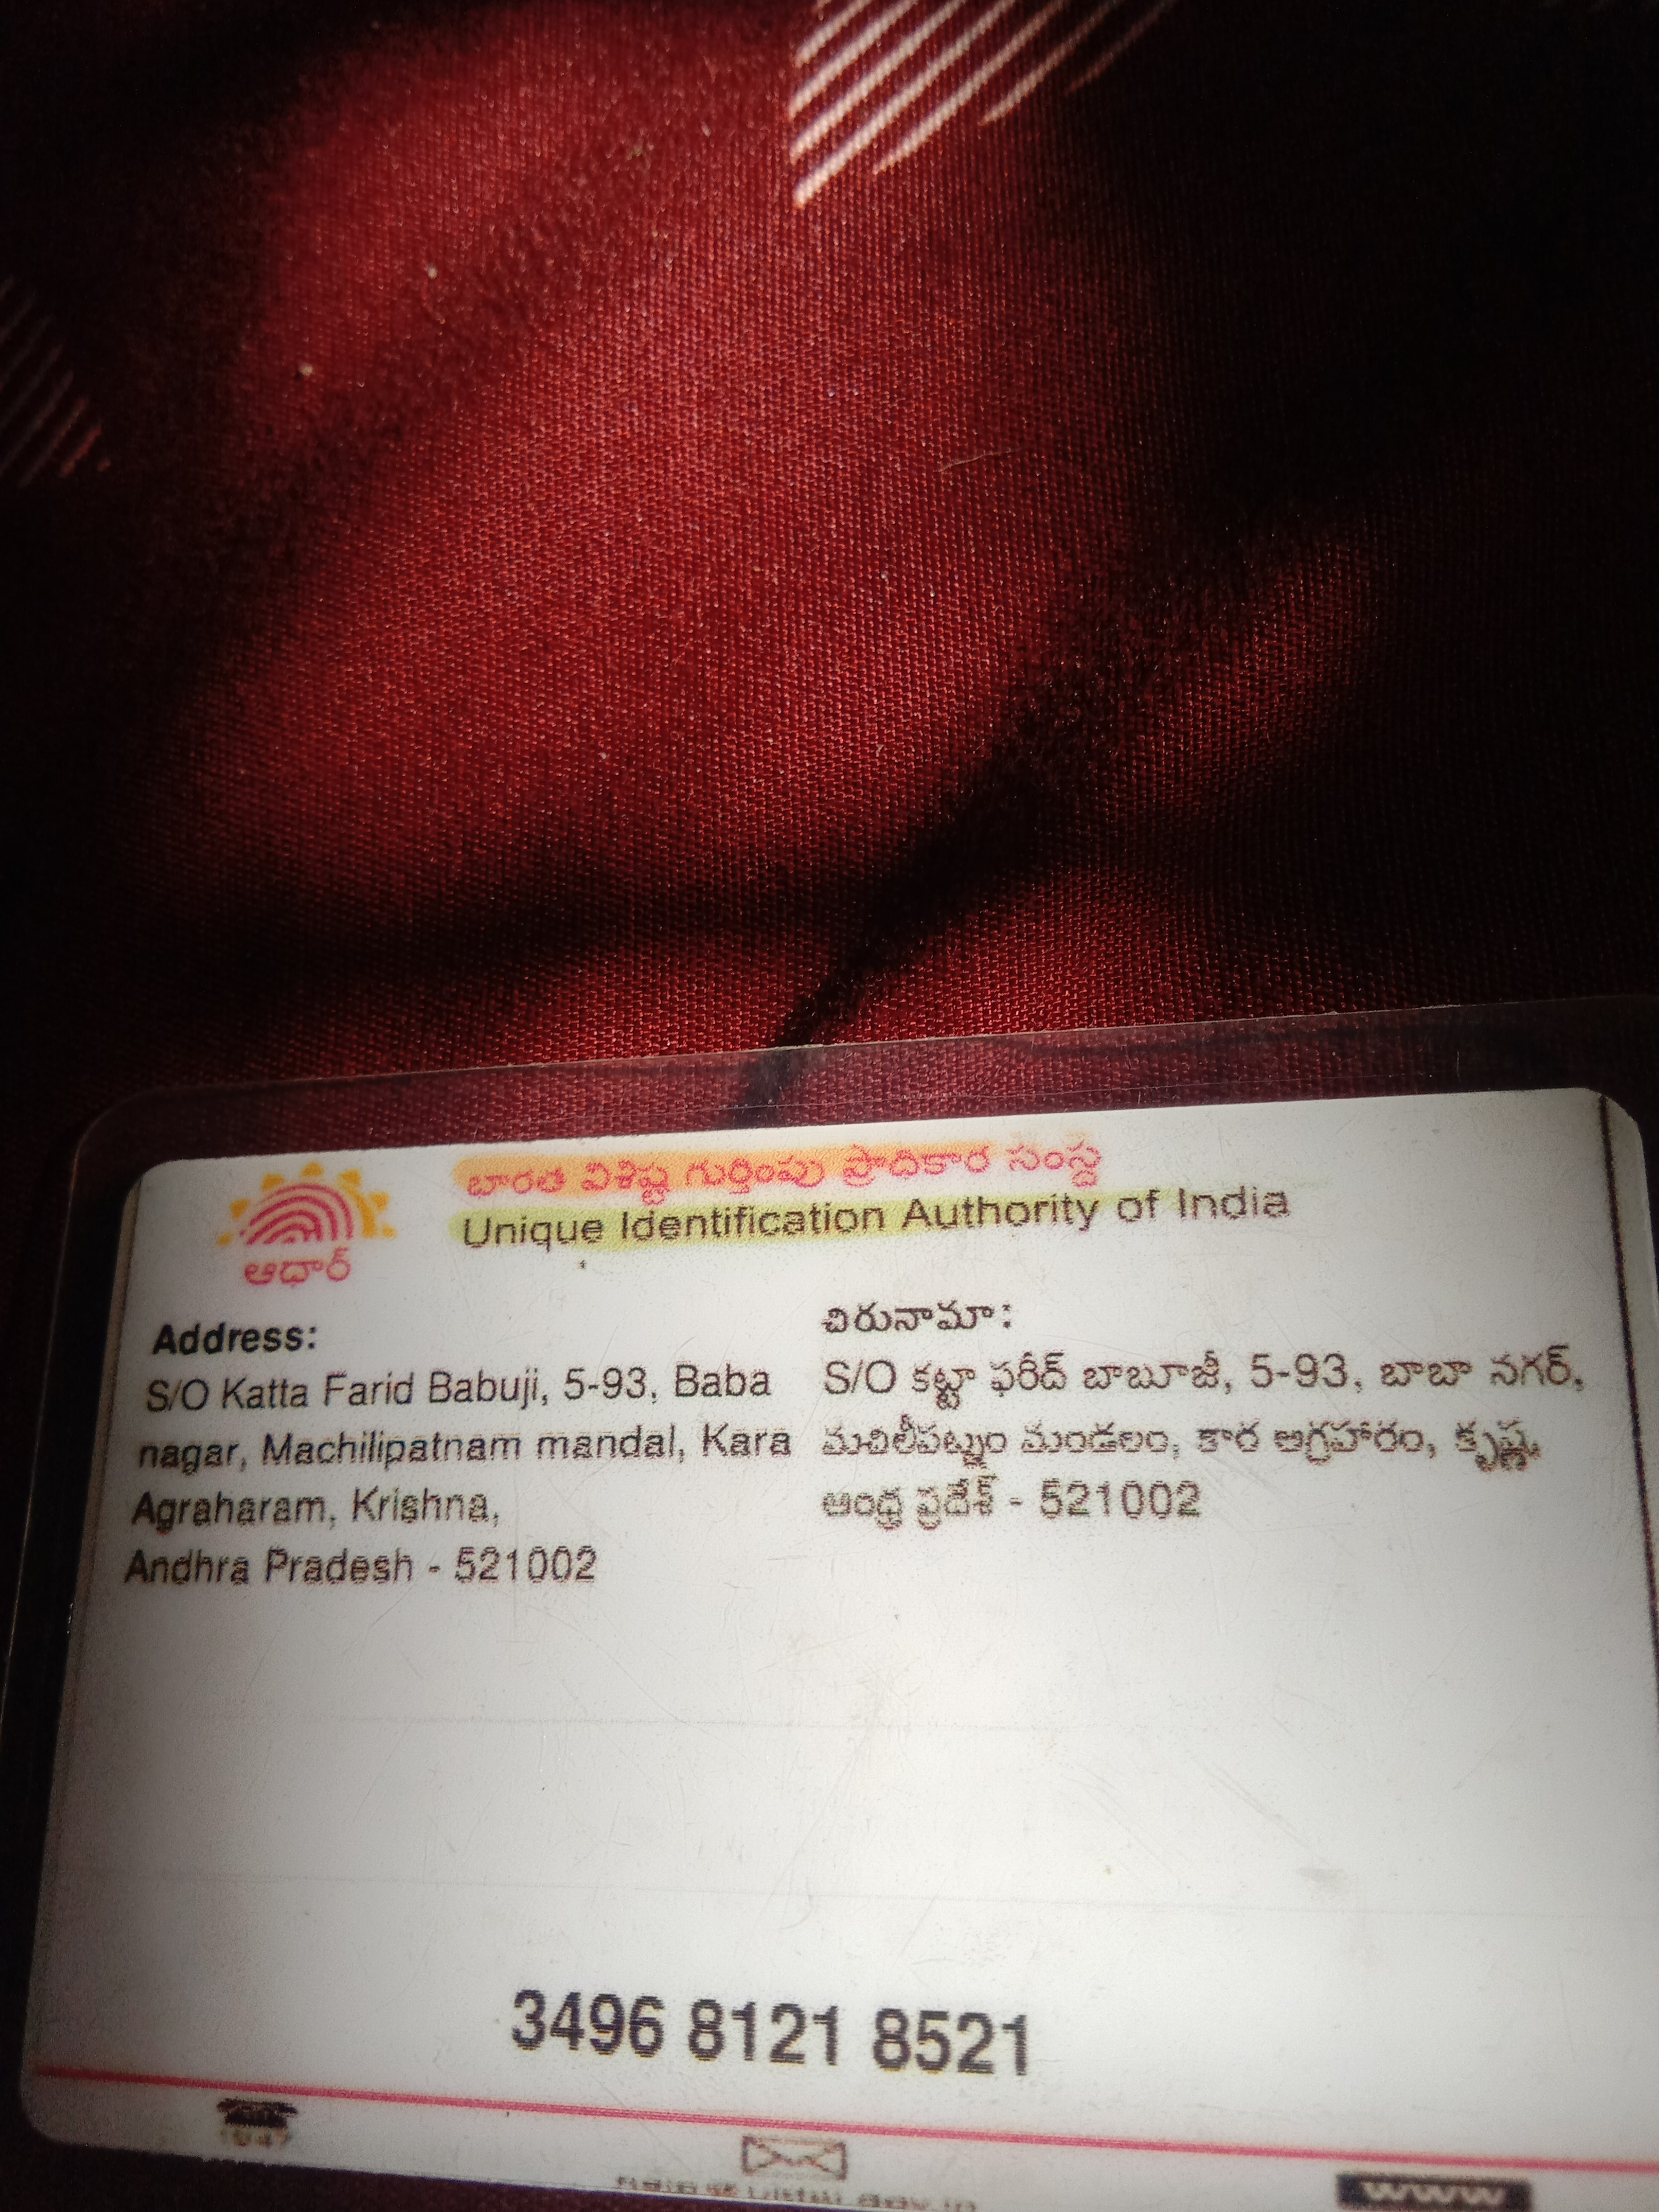 భారత విశిష్ట గుర్తింపు ప్రాధికార సంస్థ
Unique Identification Authority of India
ఆధార్
Address:
S/O Katta Farid Babuji, 5-93, Baba
nagar, Machilipatnam mandal, Kara
Agraharam, Krishna,
Andhra Pradesh - 521002
చిరునామా:
S/O కట్టా ఫరీద్ బాబూజీ, 5-93, బాబా నగర్,
మచిలీపట్నం మండలం, కార అగ్రహారం, కృష్ణ,
ఆంధ్ర ప్రదేశ్ - 521002
3496 8121 8521
1947
www